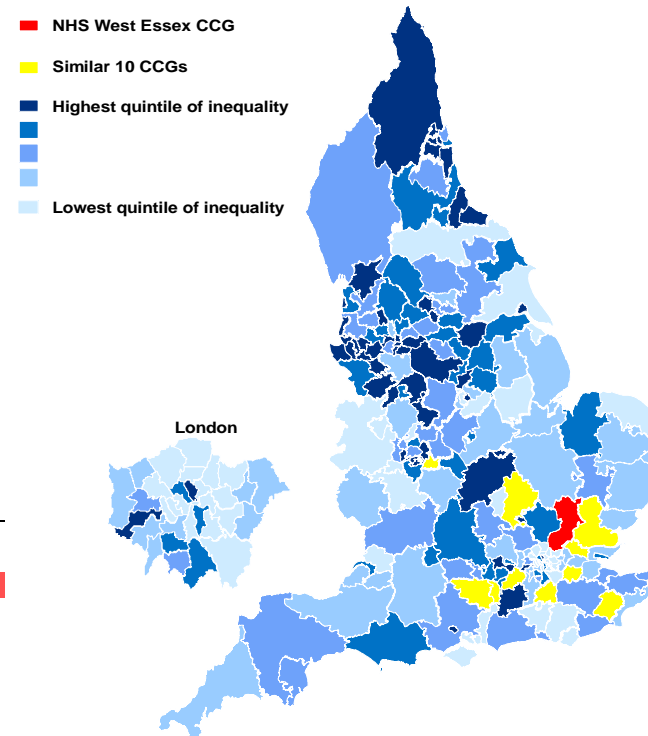 NHS West Essex CCG
Similar 10 CCGs
Highest quintile of inequality
Lowest quintile of inequality
London